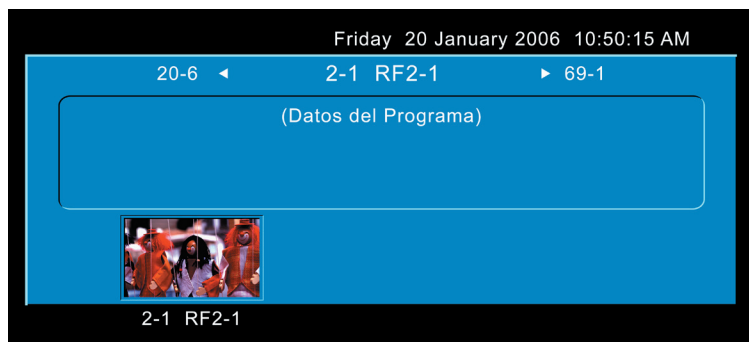 Friday 20 January 2006 10:50:15 AM
20-6 ◄ 2-1 RF2-1 ► 69-1
(Datos del Programa)
2-1 RF2-1